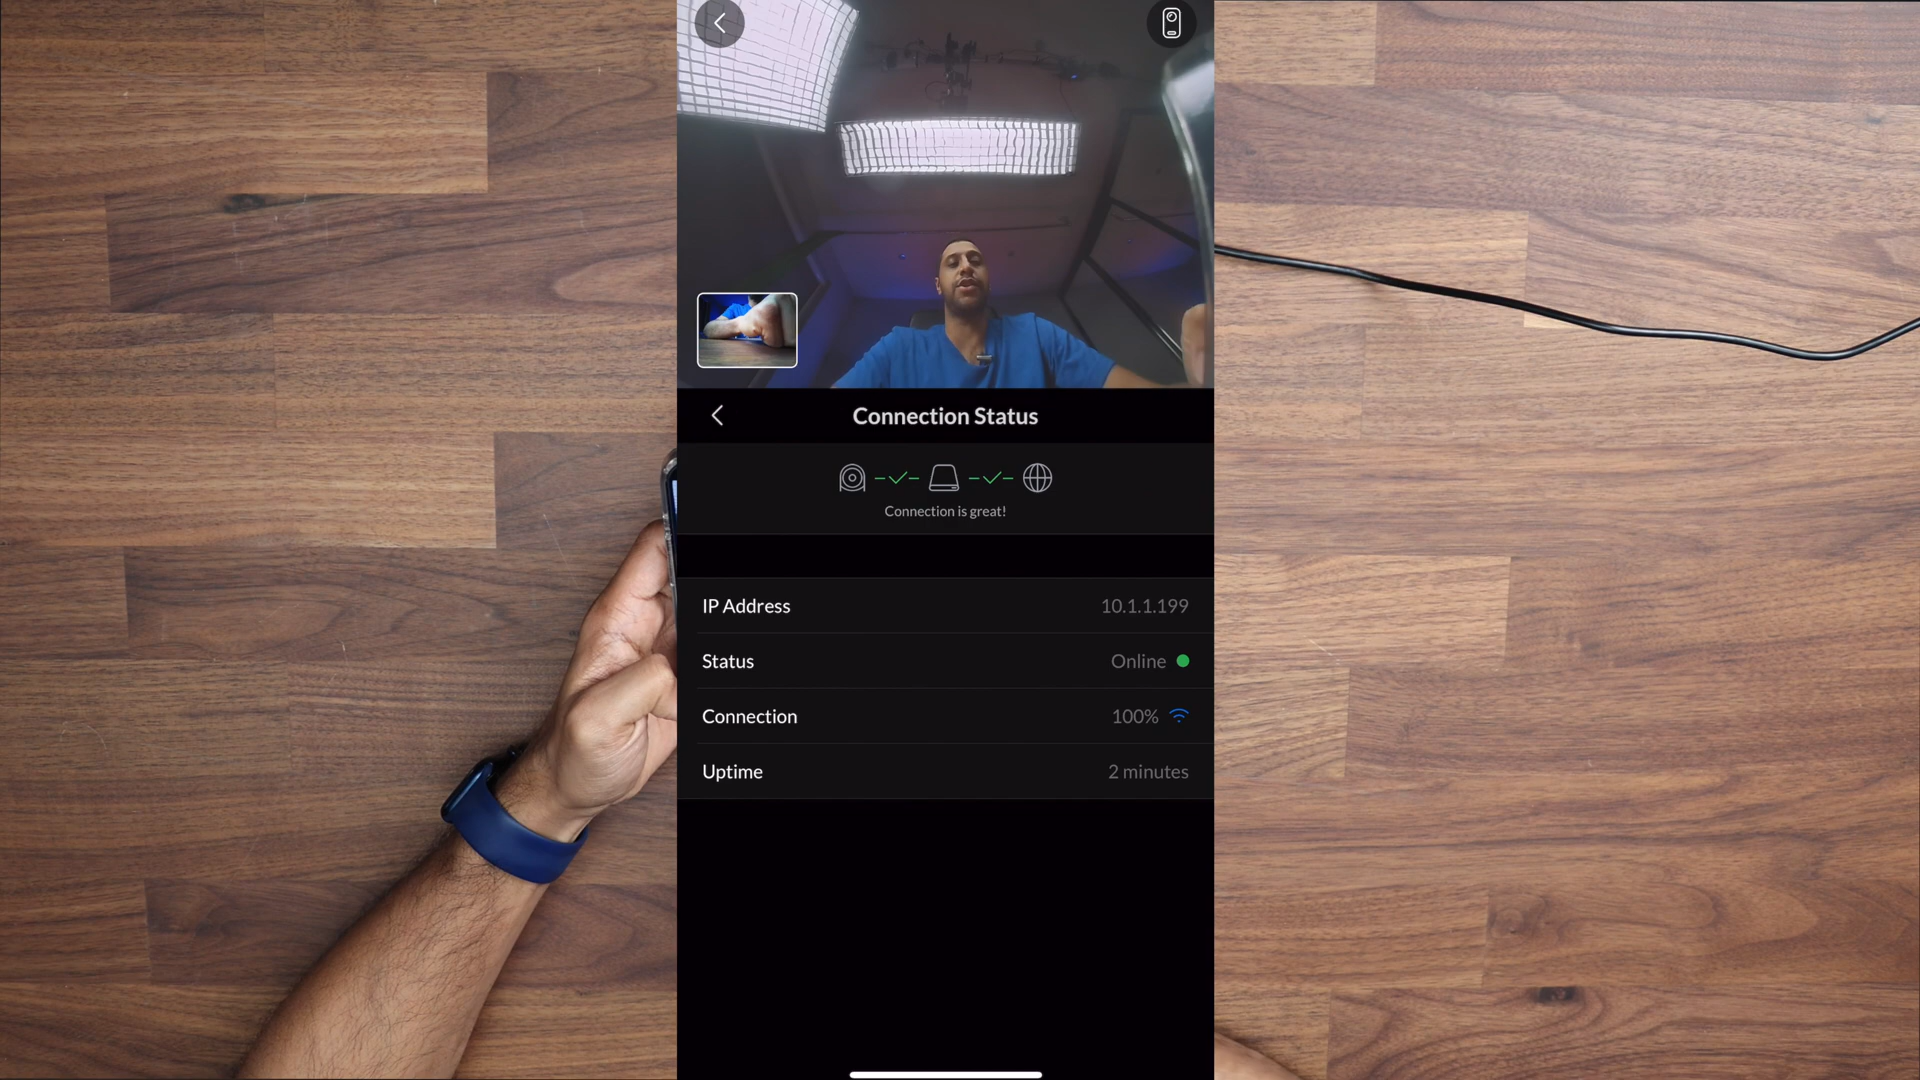 Connection Status
Connection is great!
IP Address 10.1.1.199
Status Online
Connection 100%
Uptime 2 minutes